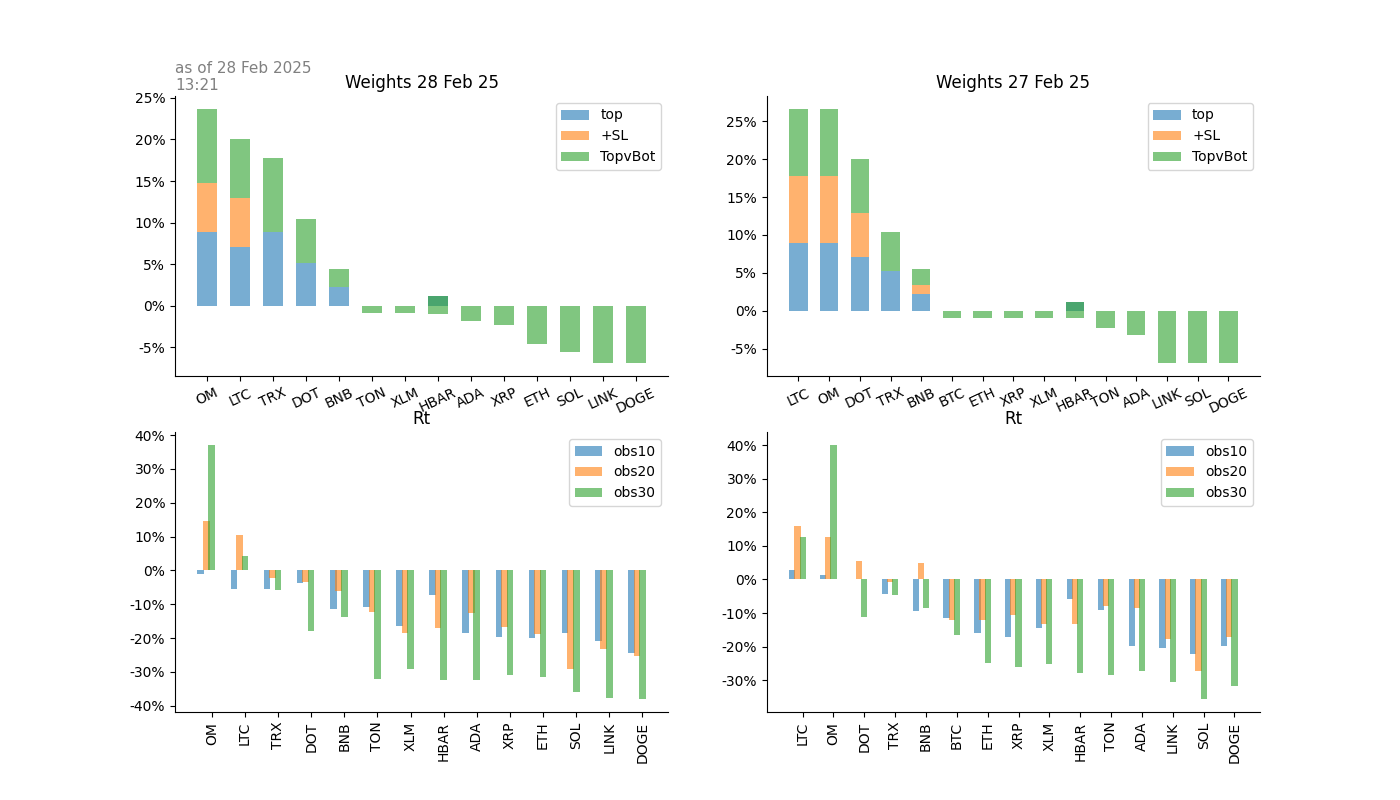 as of 28 Feb 2025
13:21
Weights 28 Feb 25
25%
20%
15%
10%
5%
0%
-5%
top
+SL
TopvBot
OM LTC TRX DOT BNB TON XLM HBAR ADA XRP ETH SOL LINK DOGE
Weights 27 Feb 25
25%
20%
15%
10%
5%
0%
-5%
top
+SL
TopvBot
LTC OM DOT TRX BNB BTC ETH XRP XLM HBAR TON ADA LINK SOL DOGE
Rt
40%
30%
20%
10%
0%
-10%
-20%
-30%
-40%
obs10
obs20
obs30
OM LTC TRX DOT BNB TON XLM HBAR ADA XRP ETH SOL LINK DOGE
Rt
40%
30%
20%
10%
0%
-10%
-20%
-30%
obs10
obs20
obs30
LTC OM DOT TRX BNB BTC ETH XRP XLM HBAR TON ADA LINK SOL DOGE